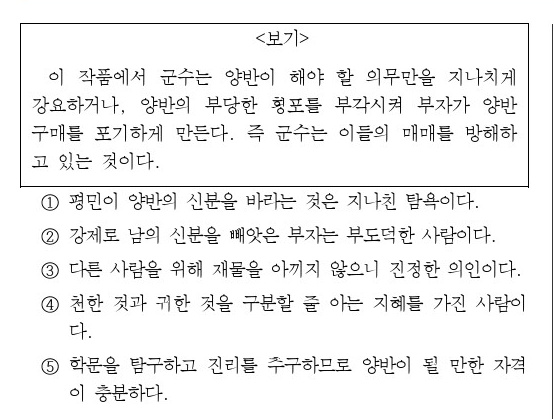 <보기>
이 작품에서 군수는 양반이 해야 할 의무만을 지나치게
강요하거나, 양반의 부당한 횡포를 부각시켜 부자가 양반
구매를 포기하게 만든다. 즉 군수는 이들의 매매를 방해하
고 있는 것이다.
① 평민이 양반의 신분을 바라는 것은 지나친 탐욕이다.
② 강제로 남의 신분을 빼앗은 부자는 부도덕한 사람이다.
③ 다른 사람을 위해 재물을 아끼지 않으니 진정한 의인이다.
④ 천한 것과 귀한 것을 구분할 줄 아는 지혜를 가진 사람이
다.
⑤ 학문을 탐구하고 진리를 추구하므로 양반이 될 만한 자격
이 충분하다.